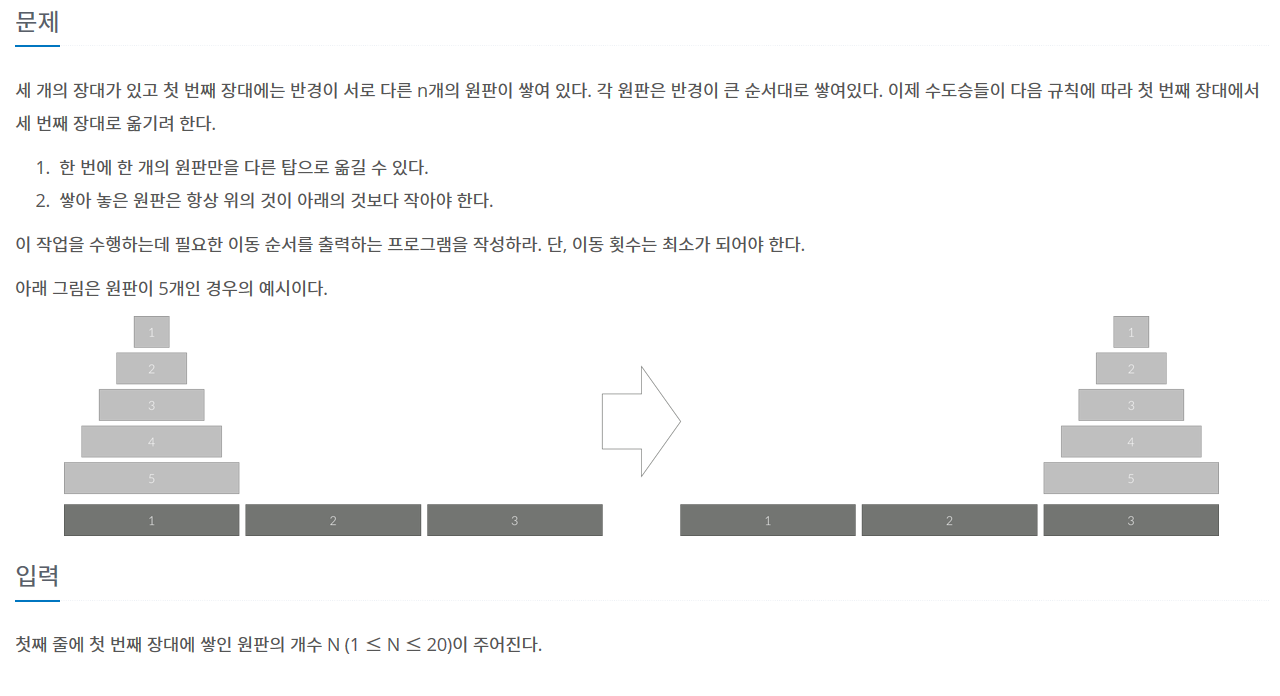 문제
세 개의 장대가 있고 첫 번째 장대에는 반경이 서로 다른 n개의 원판이 쌓여 있다. 각 원판은 반경이 큰 순서대로 쌓여있다. 이제 수도승들이 다음 규칙에 따라 첫 번째 장대에서
세 번째 장대로 옮기려 한다.
1. 한 번에 한 개의 원판만을 다른 탑으로 옮길 수 있다.
2. 쌓아 놓은 원판은 항상 위의 것이 아래의 것보다 작아야 한다.
이 작업을 수행하는데 필요한 이동 순서를 출력하는 프로그램을 작성하라. 단, 이동 횟수는 최소가 되어야 한다.
아래 그림은 원판이 5개인 경우의 예시이다.
1 1
2 2
3 3
4 4
5 5
1 2 3 1 2 3
입력
첫째 줄에 첫 번째 장대에 쌓인 원판의 개수 N (1 ≤ N ≤ 20)이 주어진다.